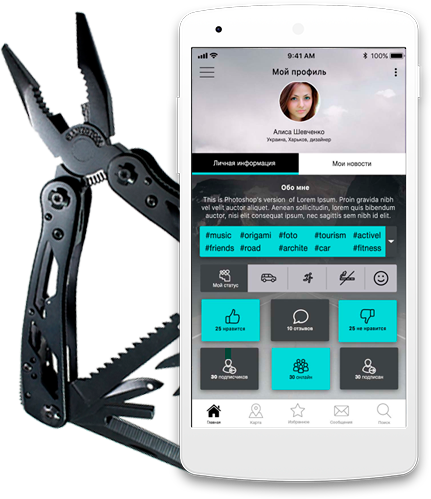 9:41 AM 100%
Мой профиль
Алиса Шевченко
Украина, Харьков, дизайнер
Личная информация Мои новости
Обо мне
This is Photoshop's version of Lorem Ipsum. Proin gravida nibh
vel velit auctor aliquet. Aenean sollicitudin, lorem quis bibendum
auctor, nisi elit consequat ipsum, nec sagittis sem nibh id elit.
#music #origami #foto #tourism #activel
#friends #road #archite #car #fitness
Мой статус
25 нравится 10 отзывов 25 не нравится
30 подписчиков 30 онлайн 30 подписан
Главная Карта Избранное Сообщения Поиск